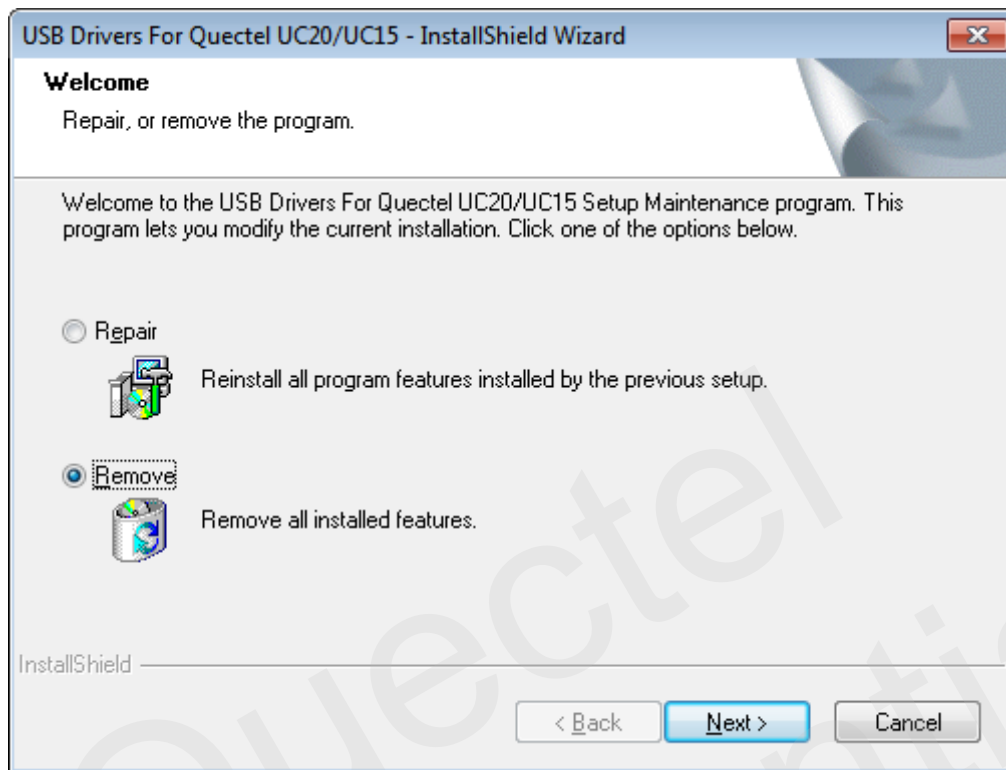 USB Drivers For Quectel UC20/UC15 - InstallShield Wizard
Welcome
Repair, or remove the program.
Welcome to the USB Drivers For Quectel UC20/UC15 Setup Maintenance program. This
program lets you modify the current installation. Click one of the options below.
Repair
Reinstall all program features installed by the previous setup.
Remove
Remove all installed features.
InstallShield
< Back
Next >
Cancel
Quectel